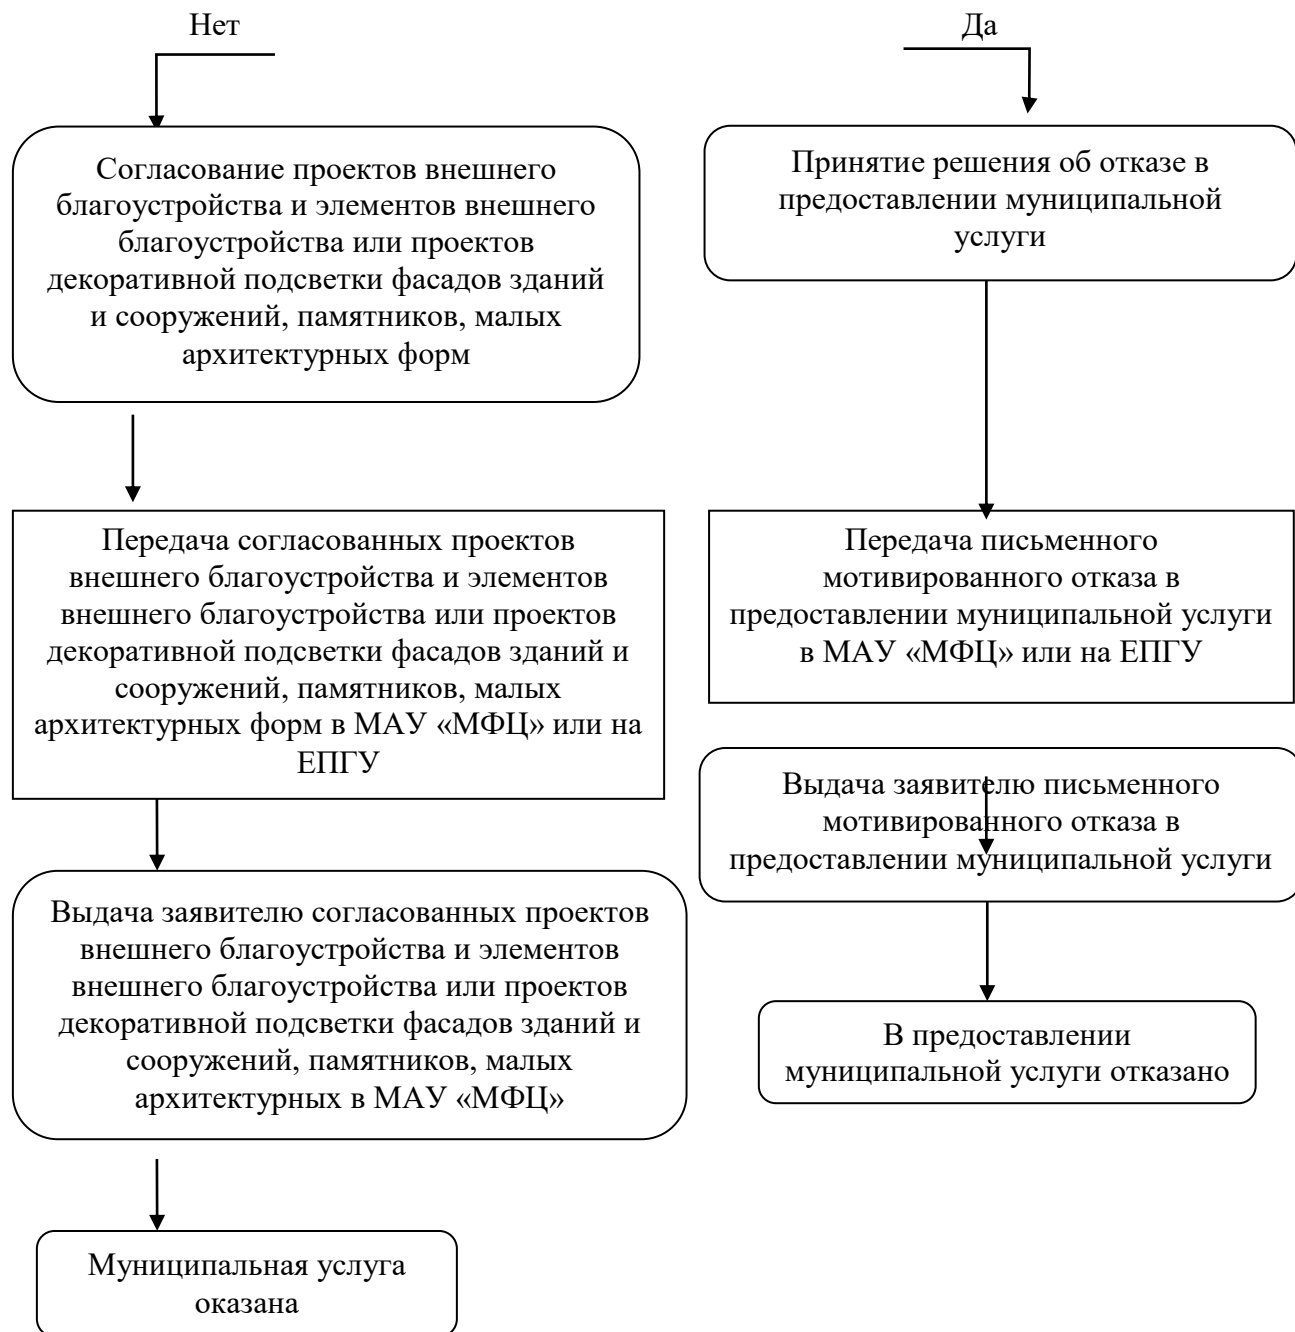 Нет
Да
Согласование проектов внешнего
благоустройства и элементов внешнего
благоустройства или проектов
декоративной подсветки фасадов зданий
и сооружений, памятников, малых
архитектурных форм
Принятие решения об отказе в
предоставлении муниципальной
услуги
Передача согласованных проектов
внешнего благоустройства и элементов
внешнего благоустройства или проектов
декоративной подсветки фасадов зданий и
сооружений, памятников, малых
архитектурных форм в МАУ «МФЦ» или на
ЕПГУ
Передача письменного
мотивированного отказа в
предоставлении муниципальной услуги
в МАУ «МФЦ» или на ЕПГУ
Выдача заявителю письменного
мотивированного отказа в
предоставлении муниципальной услуги
Выдача заявителю согласованных проектов
внешнего благоустройства и элементов
внешнего благоустройства или проектов
декоративной подсветки фасадов зданий и
сооружений, памятников, малых
архитектурных в МАУ «МФЦ»
В предоставлении
муниципальной услуги отказано
Муниципальная услуга
оказана